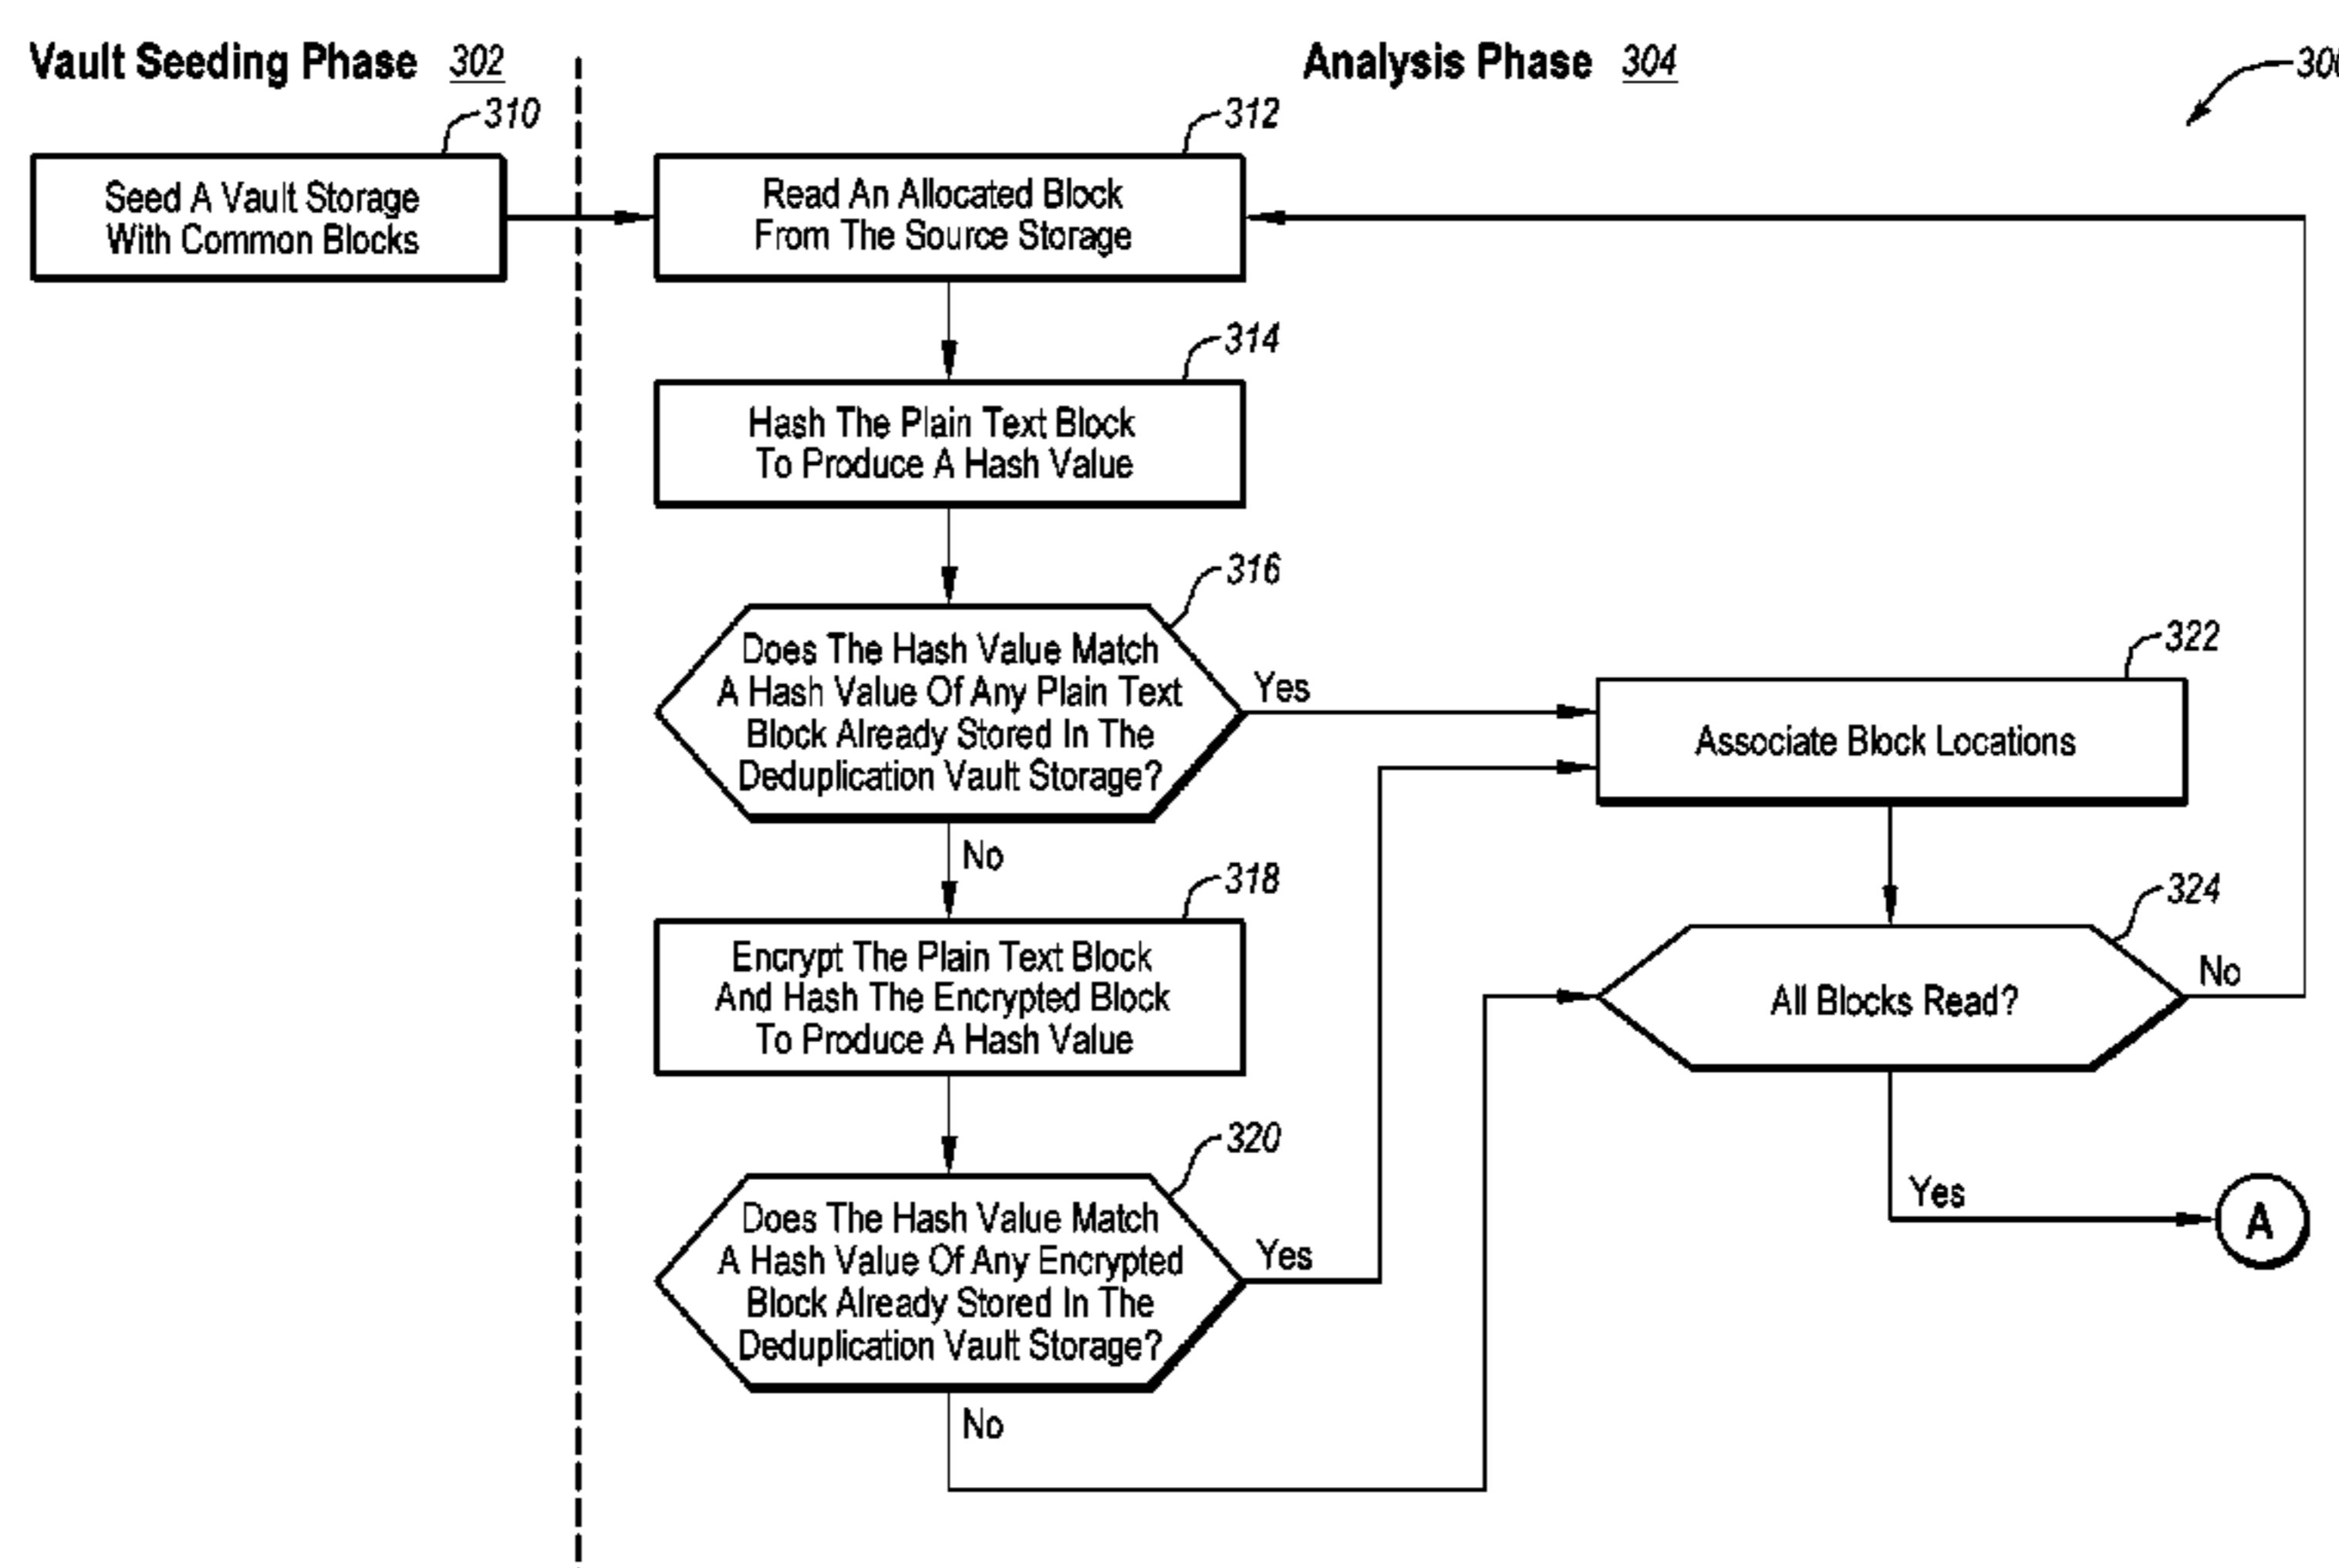 Vault Seeding Phase 302
Analysis Phase 304
300
310
Seed A Vault Storage
With Common Blocks
312
Read An Allocated Block
From The Source Storage
314
Hash The Plain Text Block
To Produce A Hash Value
316
Does The Hash Value Match
A Hash Value Of Any Plain Text
Block Already Stored In The
Deduplication Vault Storage?
Yes
No
322
Associate Block Locations
318
Encrypt The Plain Text Block
And Hash The Encrypted Block
To Produce A Hash Value
324
All Blocks Read?
No
Yes
A
320
Does The Hash Value Match
A Hash Value Of Any Encrypted
Block Already Stored In The
Deduplication Vault Storage?
Yes
No